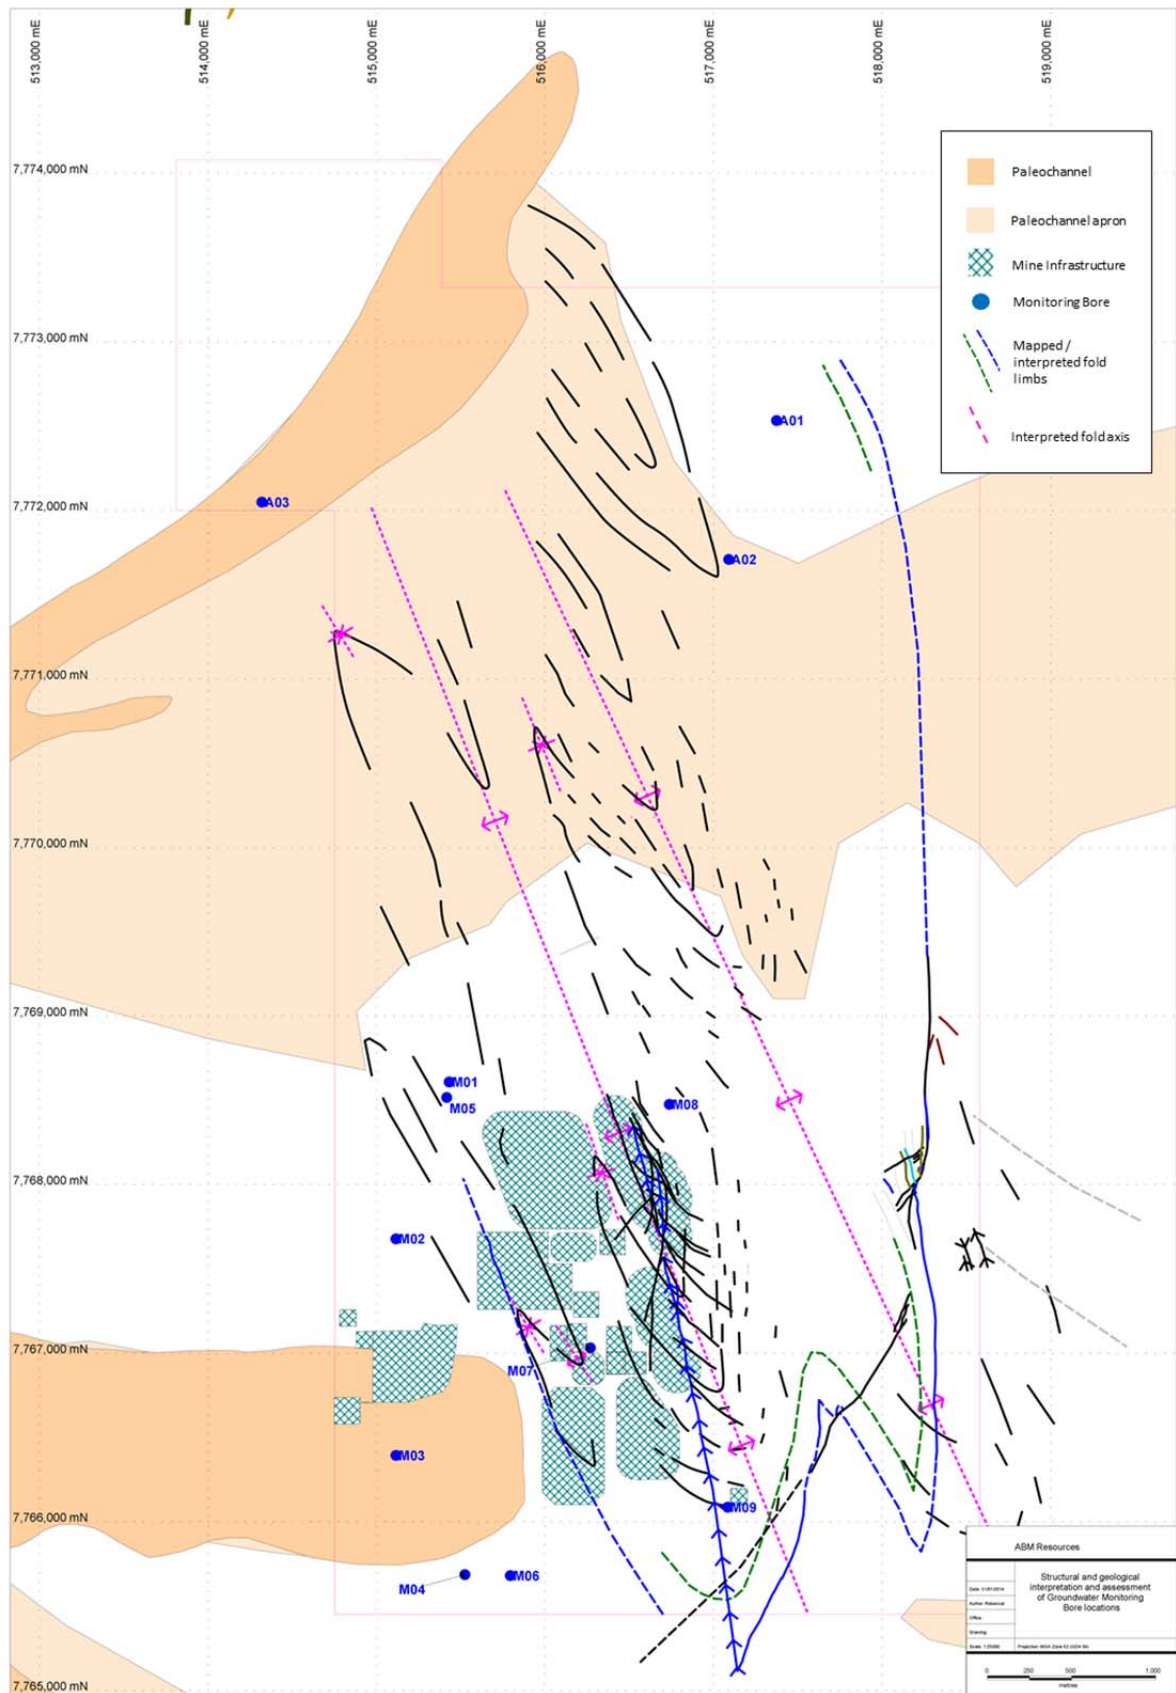 513,000 mE
514,000 mE
515,000 mE
516,000 mE
517,000 mE
518,000 mE
519,000 mE
7,774,000 mN
7,773,000 mN
7,772,000 mN
7,771,000 mN
7,770,000 mN
7,769,000 mN
7,768,000 mN
7,767,000 mN
7,766,000 mN
7,765,000 mN
Paleochannel
Paleochannel apron
Mine Infrastructure
Monitoring Bore
Mapped /
interpreted fold
limbs
Interpreted fold axis
A01
A03
A02
M01
M05
M08
M02
M07
M03
M09
M04
M06
ABM Resources
Structural and geological
interpretation and assessment
of Groundwater Monitoring
Bore locations
Author:
Office:
Drawing:
0 250 500 1,000
metres